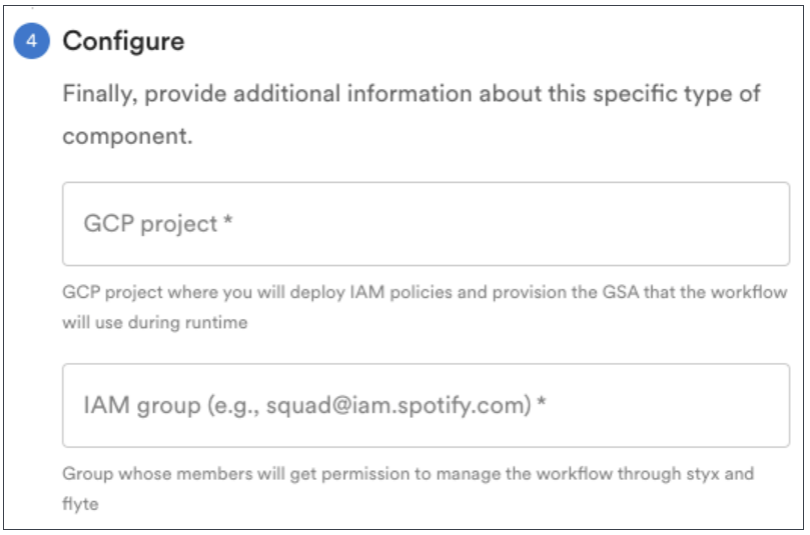 4 Configure
Finally, provide additional information about this specific type of
component.
GCP project *
GCP project where you will deploy IAM policies and provision the GSA that the workflow
will use during runtime
IAM group (e.g., squad@iam.spotify.com) *
Group whose members will get permission to manage the workflow through styx and
flyte